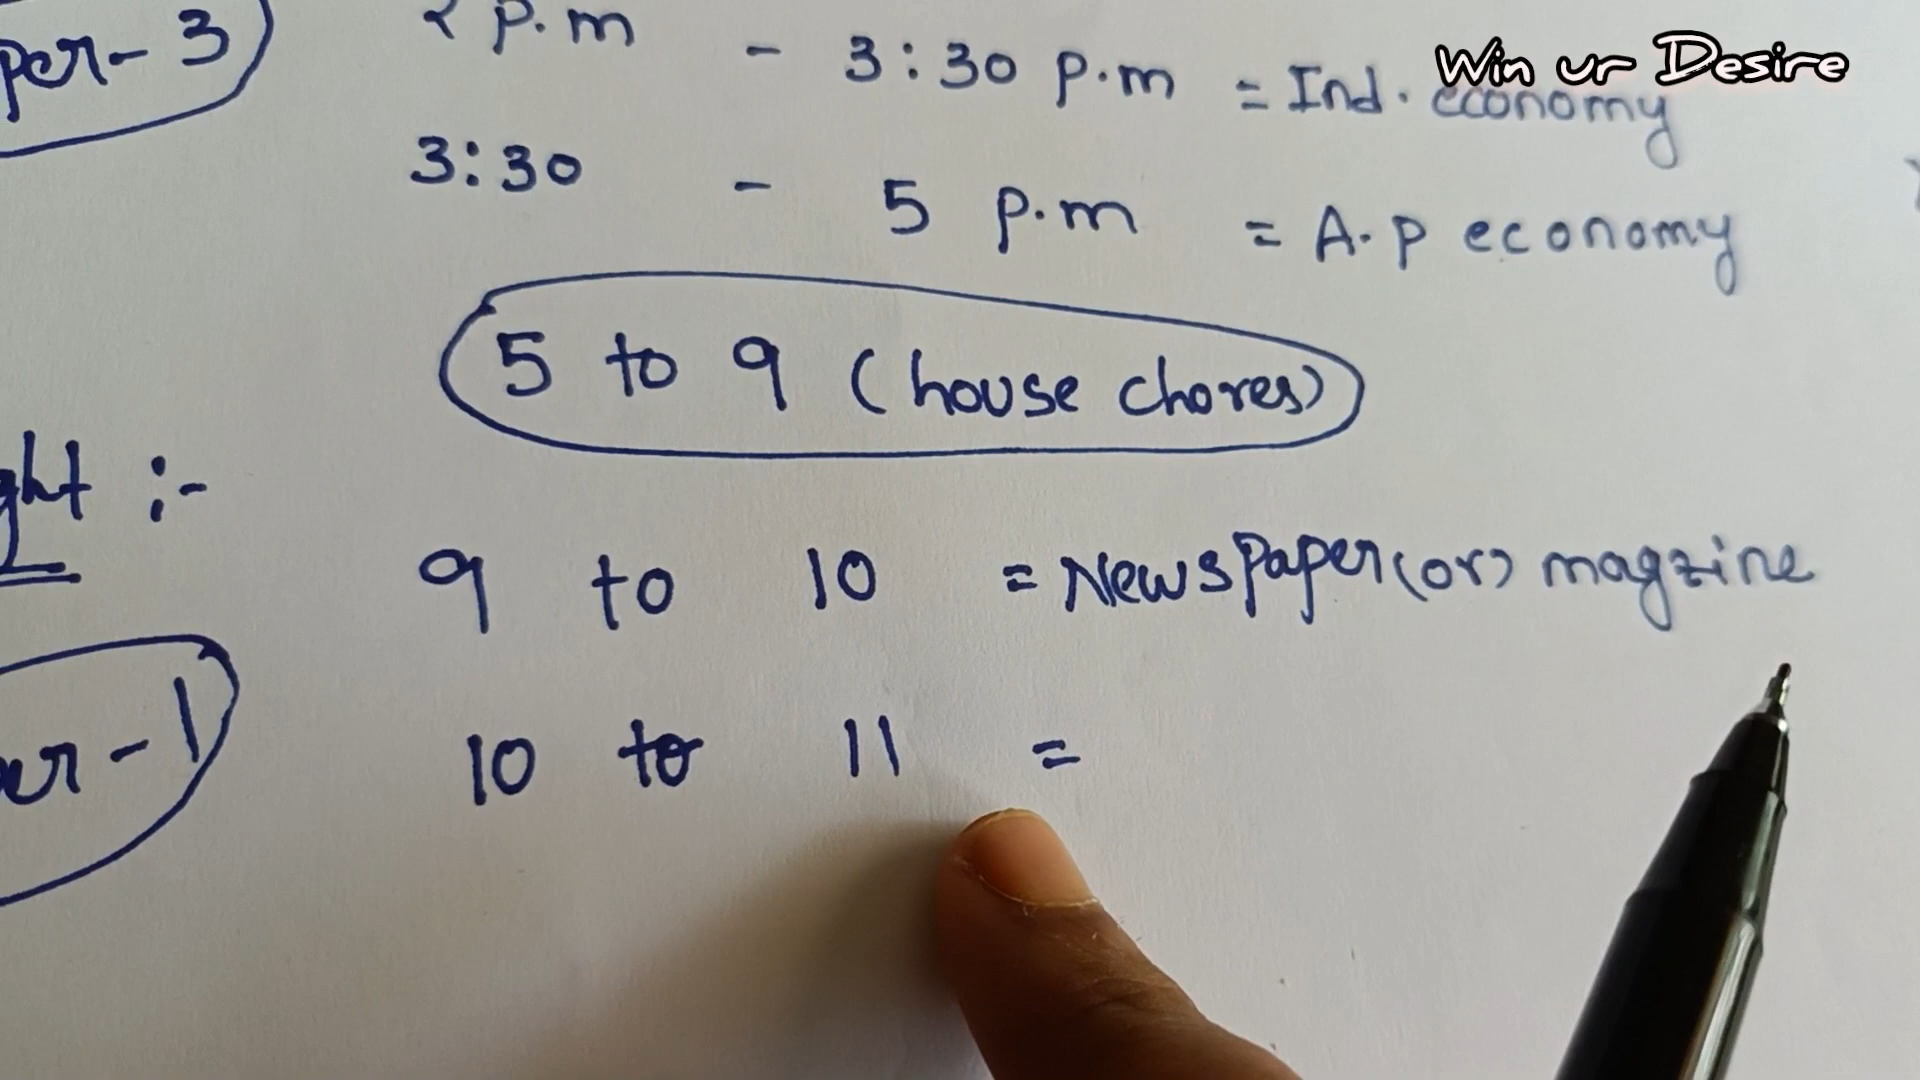 Win ur Desire
per-3
2 p.m - 3:30 p.m = Ind. economy
3:30 - 5 p.m = A.p economy
5 to 9 (house chores)
ght :-
9 to 10 = Newspaper (or) magzine
er-1
10 to 11 =